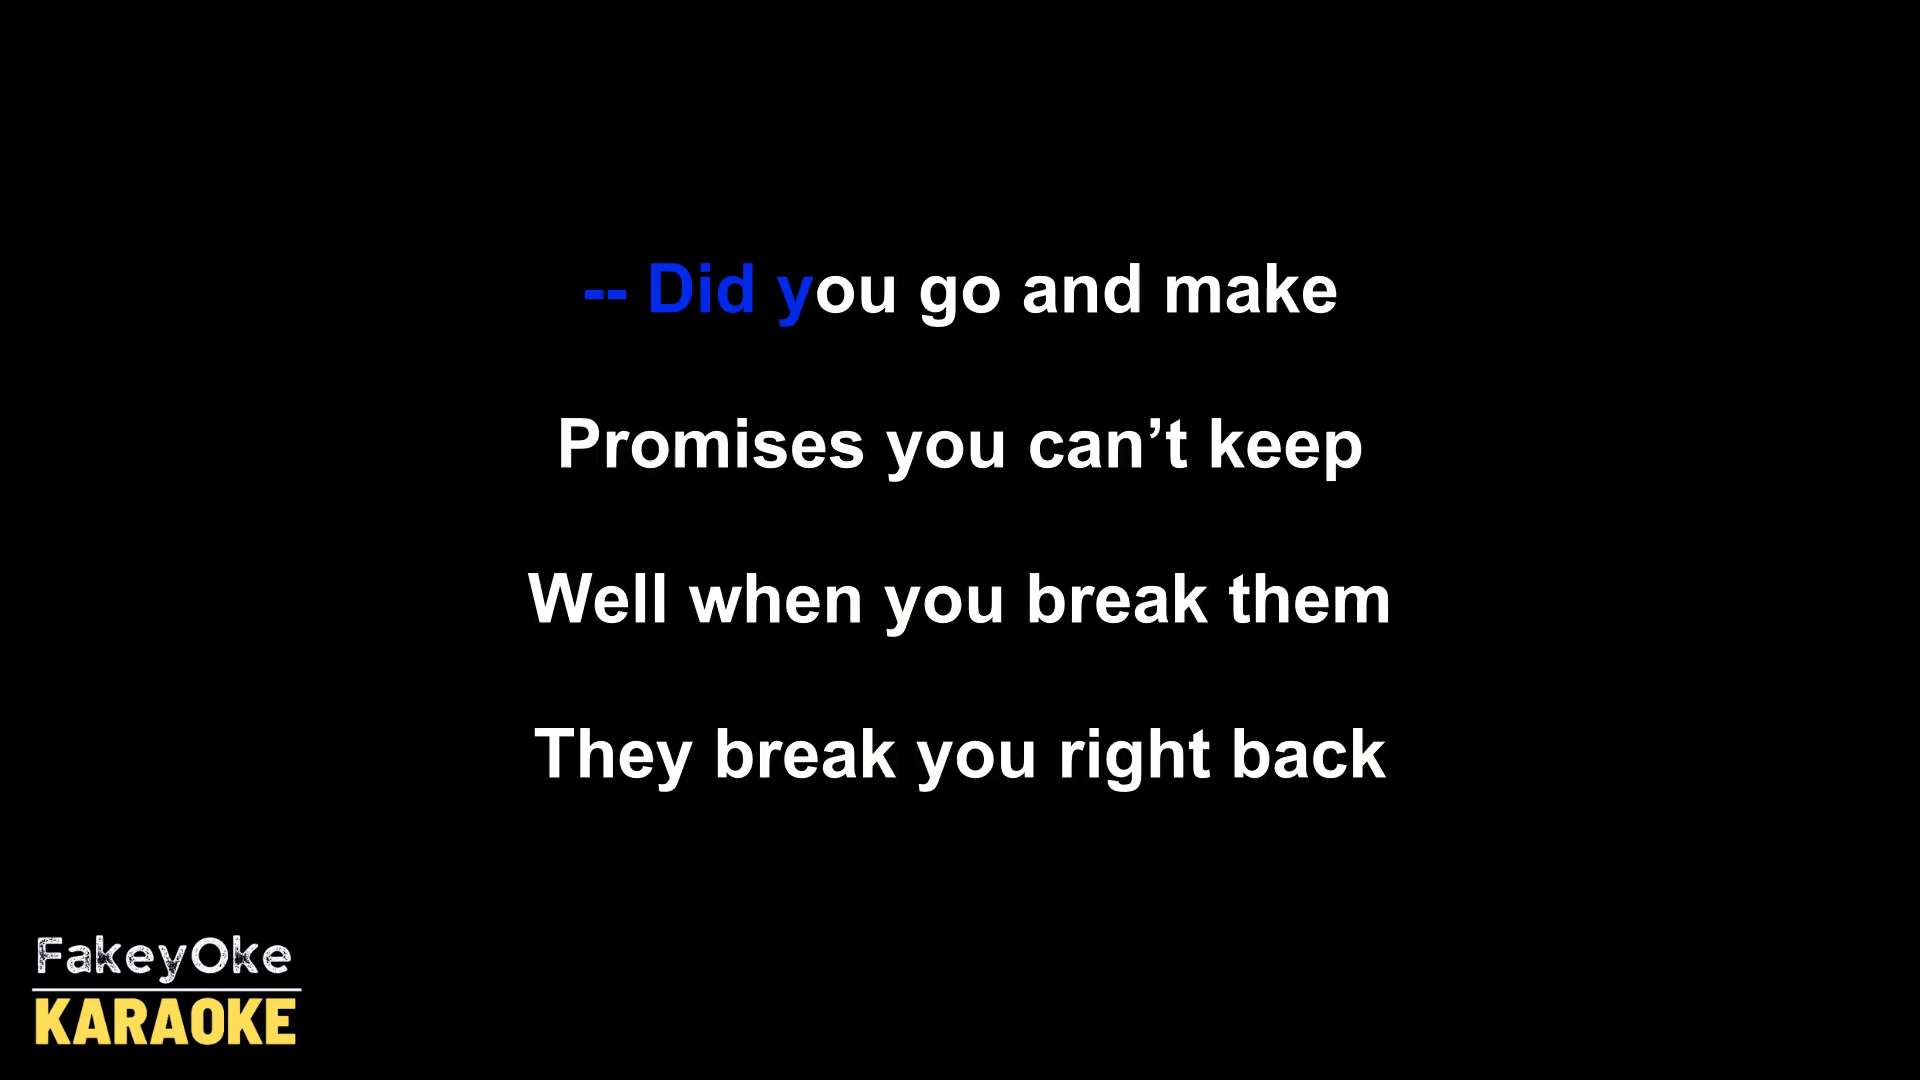 -- Did you go and make
Promises you can’t keep
Well when you break them
They break you right back
FakeyOke
KARAOKE